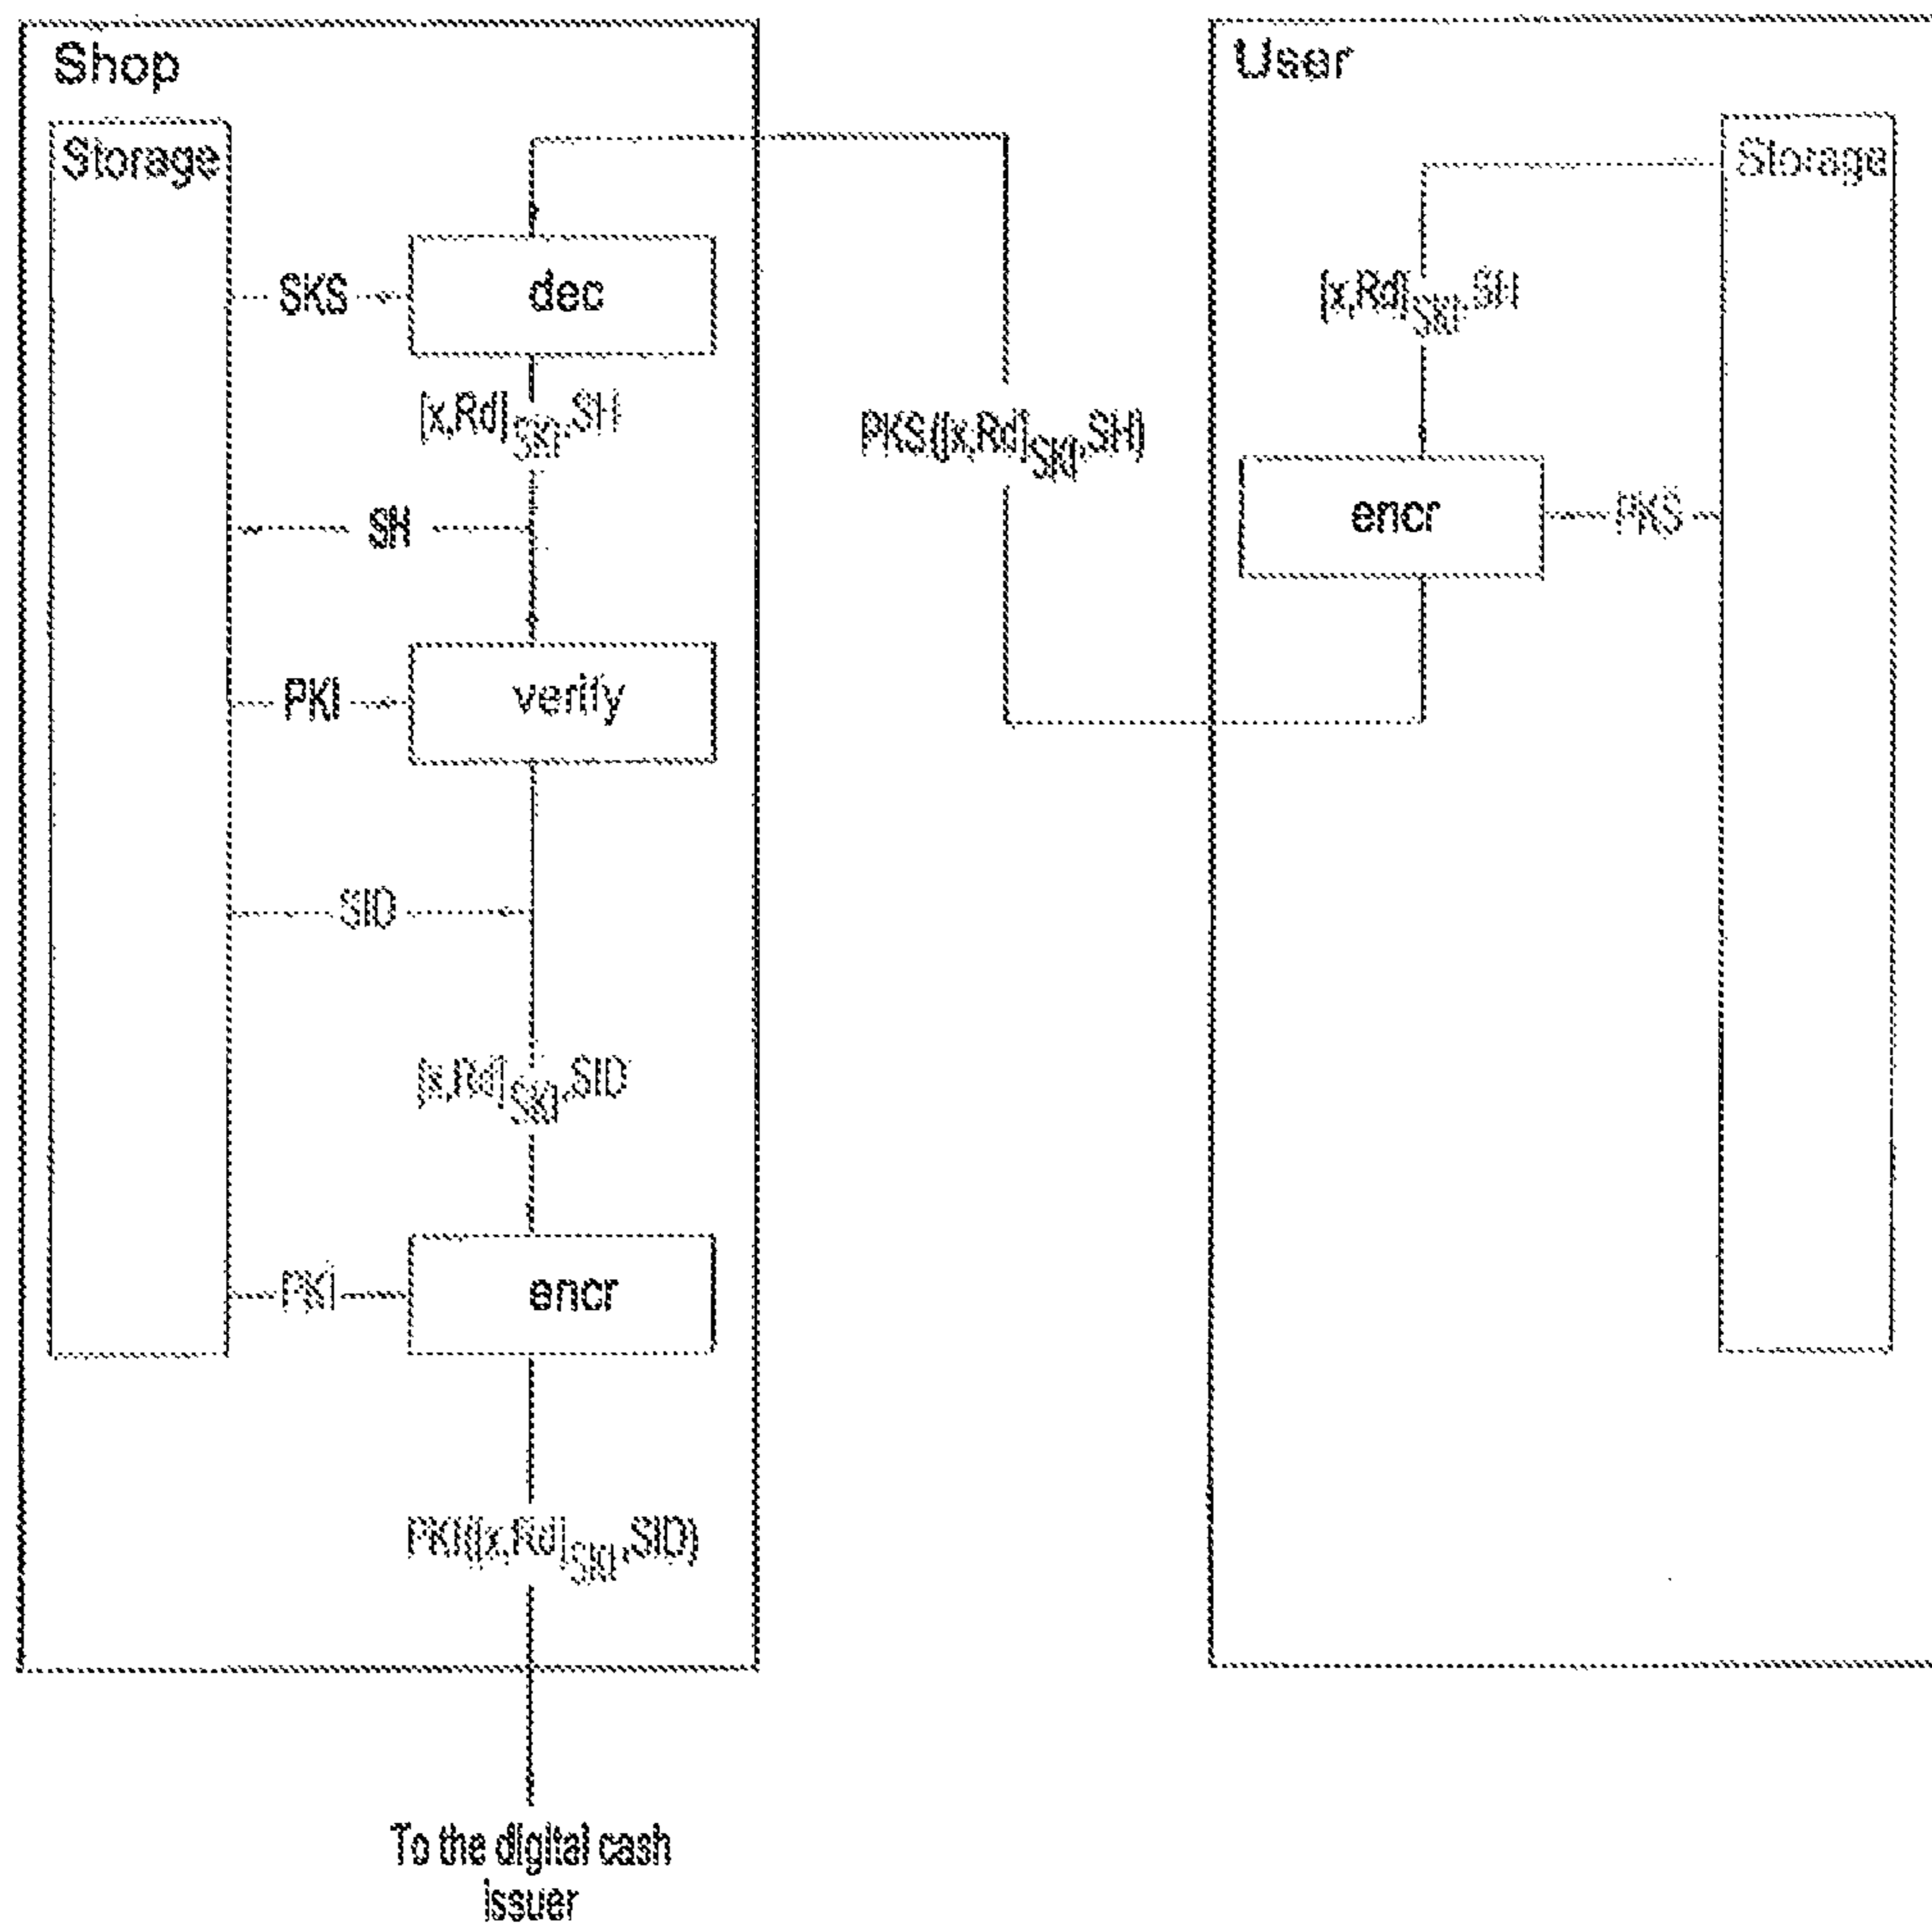 Shop
Storage
SKS
dec
[x,Rd]SKI,SH
SH
PKI
verify
SID
[x,Rd]SKI,SID
PKI
encr
PKI([x,Rd]SKI,SID)
To the digital cash
issuer
PKS([x,Rd]SKI,SH)
User
Storage
[x,Rd]SKI,SH
encr
PKS